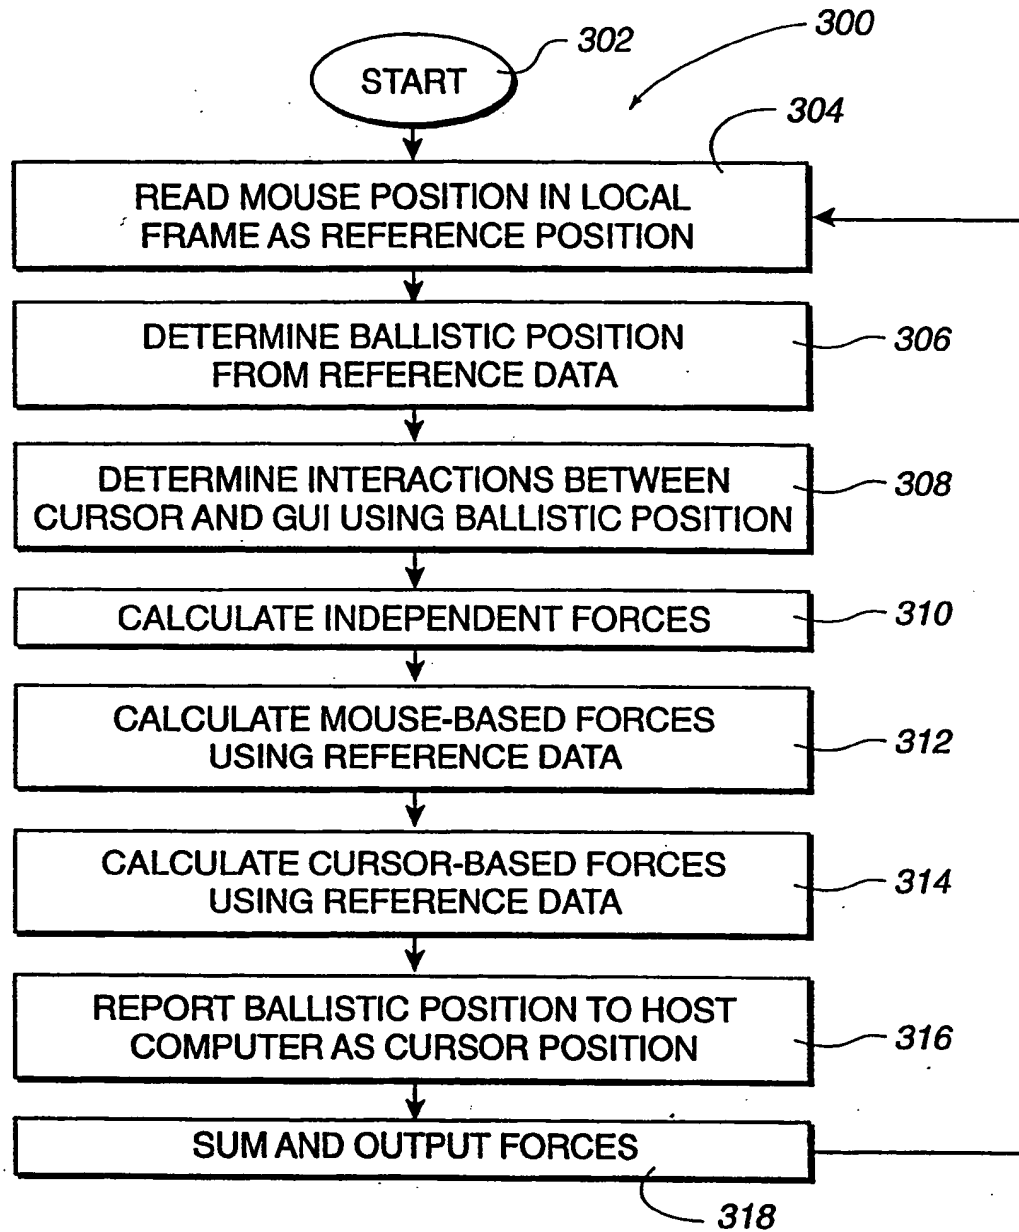 300
302
START
304
READ MOUSE POSITION IN LOCAL
FRAME AS REFERENCE POSITION
DETERMINE BALLISTIC POSITION
FROM REFERENCE DATA
306
DETERMINE INTERACTIONS BETWEEN
CURSOR AND GUI USING BALLISTIC POSITION
308
CALCULATE INDEPENDENT FORCES
310
CALCULATE MOUSE-BASED FORCES
USING REFERENCE DATA
312
CALCULATE CURSOR-BASED FORCES
USING REFERENCE DATA
314
REPORT BALLISTIC POSITION TO HOST
COMPUTER AS CURSOR POSITION
316
SUM AND OUTPUT FORCES
318